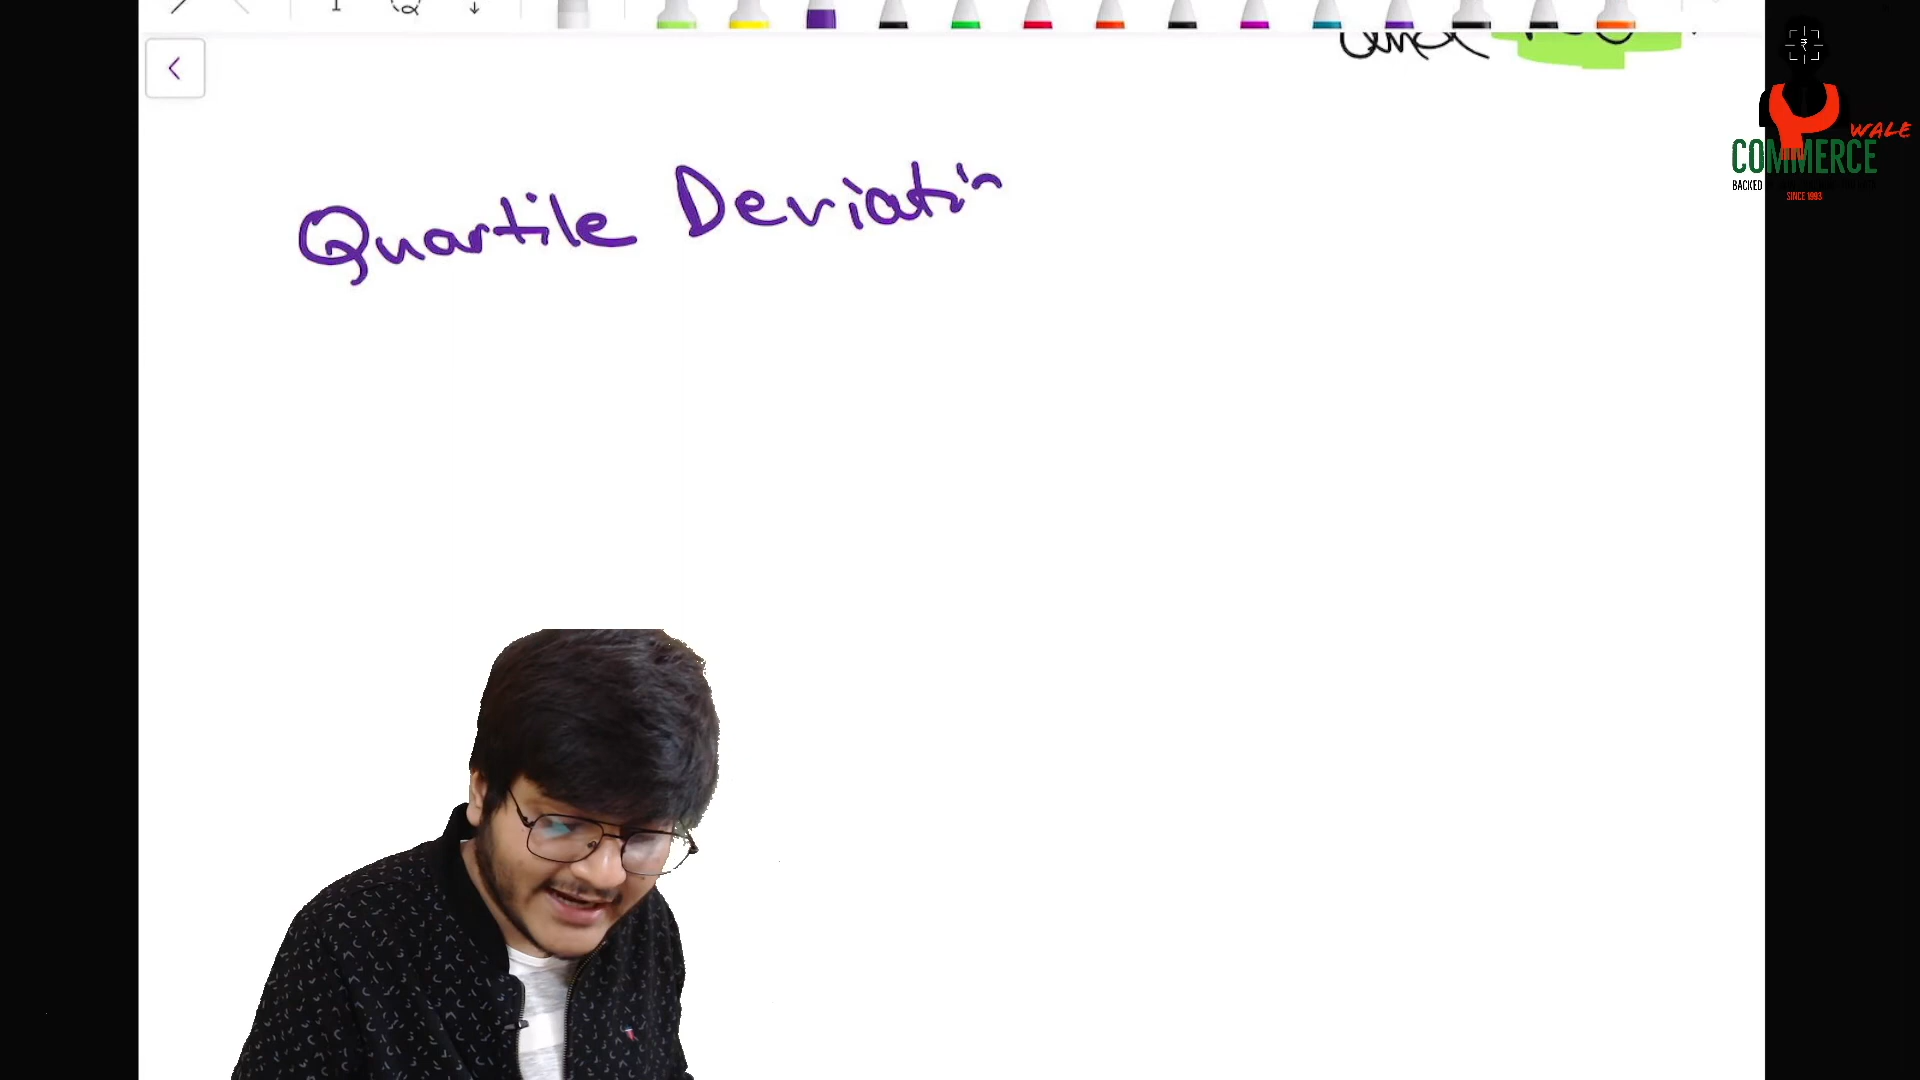 Quartile Deviation
WALE
COMMERCE
BACKED
SINCE 1993